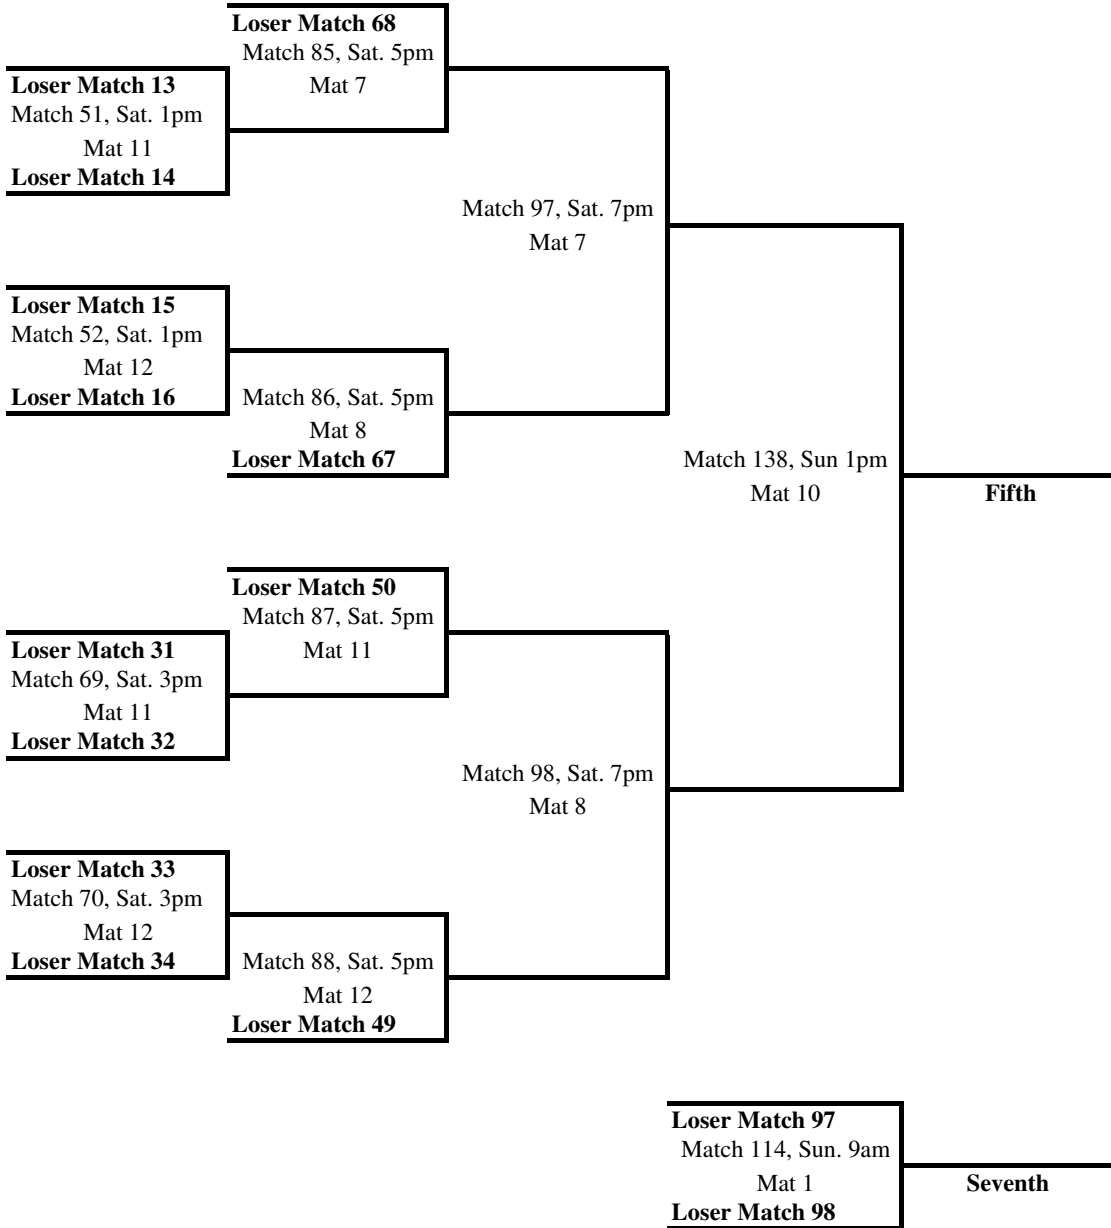 Loser Match 68
Match 85, Sat. 5pm
Mat 7
Loser Match 13
Match 51, Sat. 1pm
Mat 11
Loser Match 14
Match 97, Sat. 7pm
Mat 7
Loser Match 15
Match 52, Sat. 1pm
Mat 12
Loser Match 16
Match 86, Sat. 5pm
Mat 8
Loser Match 67
Match 138, Sun 1pm
Mat 10
Fifth
Loser Match 50
Match 87, Sat. 5pm
Mat 11
Loser Match 31
Match 69, Sat. 3pm
Mat 11
Loser Match 32
Match 98, Sat. 7pm
Mat 8
Loser Match 33
Match 70, Sat. 3pm
Mat 12
Loser Match 34
Match 88, Sat. 5pm
Mat 12
Loser Match 49
Loser Match 97
Match 114, Sun. 9am
Mat 1
Loser Match 98
Seventh